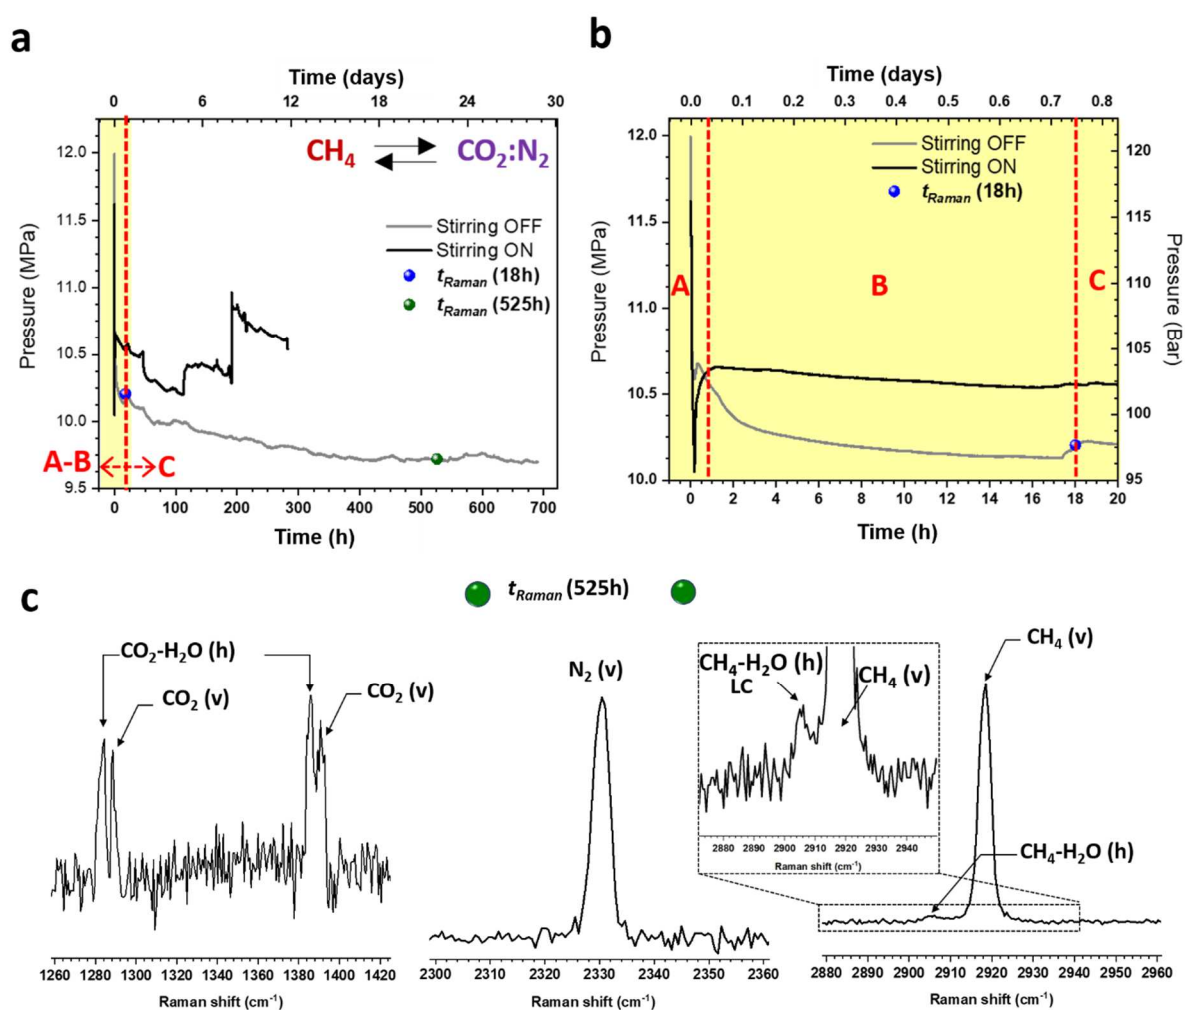 a
Time (days)
0 6 12 18 24 30
CH₄ CO₂:N₂
Stirring OFF
Stirring ON
t_Raman (18h)
t_Raman (525h)
A-B C
Pressure (MPa)
12.0
11.5
11.0
10.5
10.0
9.5
0 100 200 300 400 500 600 700
Time (h)
b
Time (days)
0.0 0.1 0.2 0.3 0.4 0.5 0.6 0.7 0.8
Stirring OFF
Stirring ON
t_Raman (18h)
A B C
Pressure (MPa)
12.0
11.5
11.0
10.5
10.0
Pressure (Bar)
120
115
110
105
100
95
0 2 4 6 8 10 12 14 16 18 20
Time (h)
c
t_Raman (525h)
CO₂-H₂O (h)
CO₂ (v)
CO₂ (v)
1260 1280 1300 1320 1340 1360 1380 1400 1420
Raman shift (cm⁻¹)
N₂ (v)
2300 2310 2320 2330 2340 2350 2360
Raman shift (cm⁻¹)
CH₄ (v)
CH₄-H₂O (h)
LC
CH₄ (v)
2880 2890 2900 2910 2920 2930 2940
Raman shift (cm⁻¹)
CH₄-H₂O (h)
2880 2890 2900 2910 2920 2930 2940 2950 2960
Raman shift (cm⁻¹)